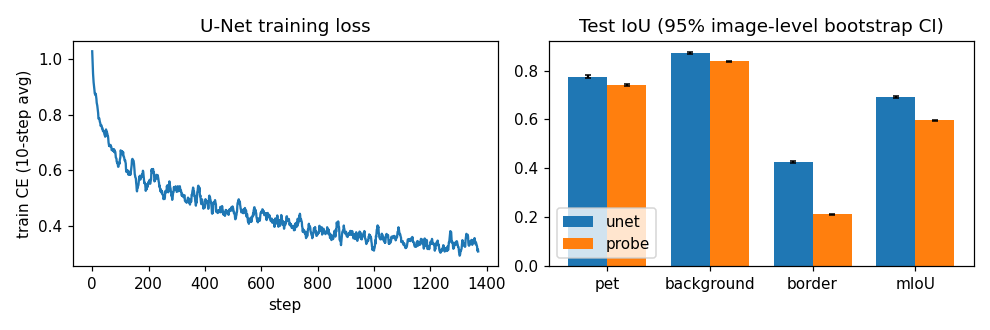 U-Net training loss
train CE (10-step avg)
1.0
0.8
0.6
0.4
0
200
400
600
800
1000
1200
1400
step
Test IoU (95% image-level bootstrap CI)
0.8
0.6
0.4
0.2
0.0
unet
probe
pet
background
border
mIoU